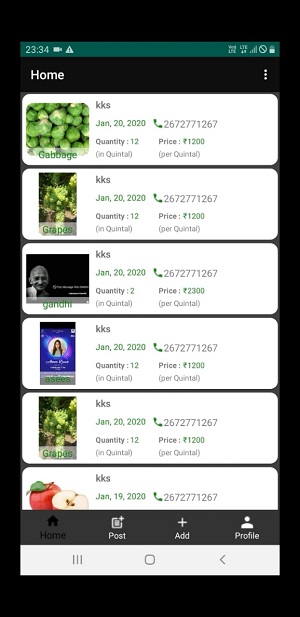 23:34
Home
kks
Jan, 20, 2020 2672771267
Quantity : 12 Price : ₹1200
(in Quintal) (per Quintal)
Gabbage
kks
Jan, 20, 2020 2672771267
Quantity : 12 Price : ₹1200
(in Quintal) (per Quintal)
Grapes
kks
Jan, 20, 2020 2672771267
Quantity : 2 Price : ₹2300
(in Quintal) (per Quintal)
gandhi
kks
Jan, 20, 2020 2672771267
Quantity : 12 Price : ₹1200
(in Quintal) (per Quintal)
kks
Jan, 20, 2020 2672771267
Quantity : 12 Price : ₹1200
(in Quintal) (per Quintal)
Grapes
kks
Jan, 19, 2020 2672771267
Home Post Add Profile